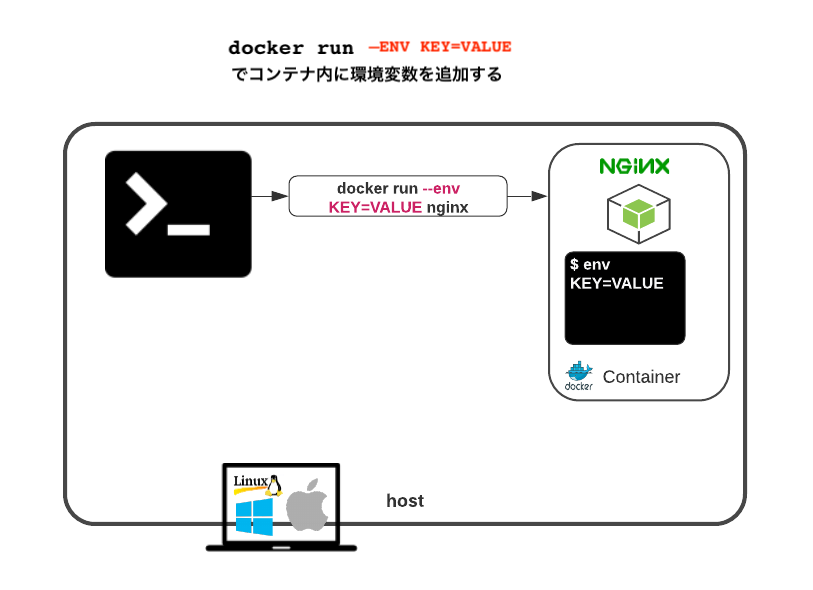 docker run —ENV KEY=VALUE
でコンテナ内に環境変数を追加する
NGINX
docker run --env
KEY=VALUE nginx
$ env
KEY=VALUE
docker
Container
Linux
host